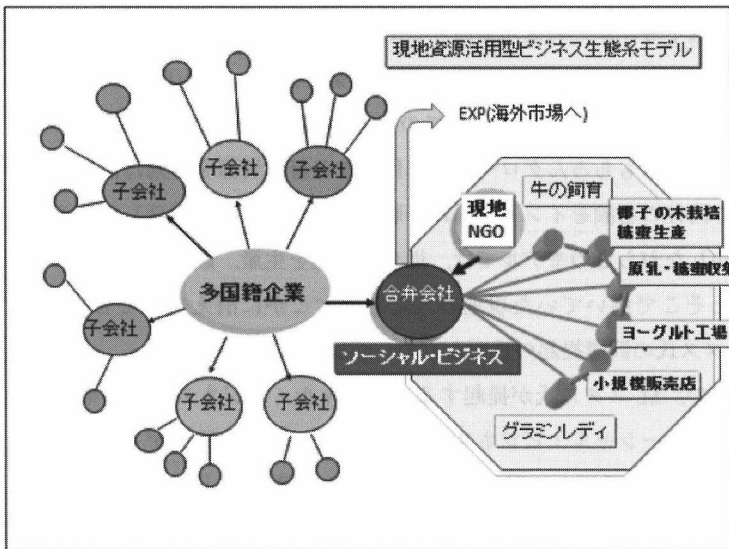 現地資源活用型ビジネス生態系モデル
EXP(海外市場へ)
子会社
子会社
子会社
牛の飼育
現地
NGO
椰子の木栽培
糖蜜生産
原乳・糖蜜収集
多国籍企業
合弁会社
子会社
ヨーグルト工場
ソーシャル・ビジネス
小規模販売店
子会社
子会社
グラミンレディ